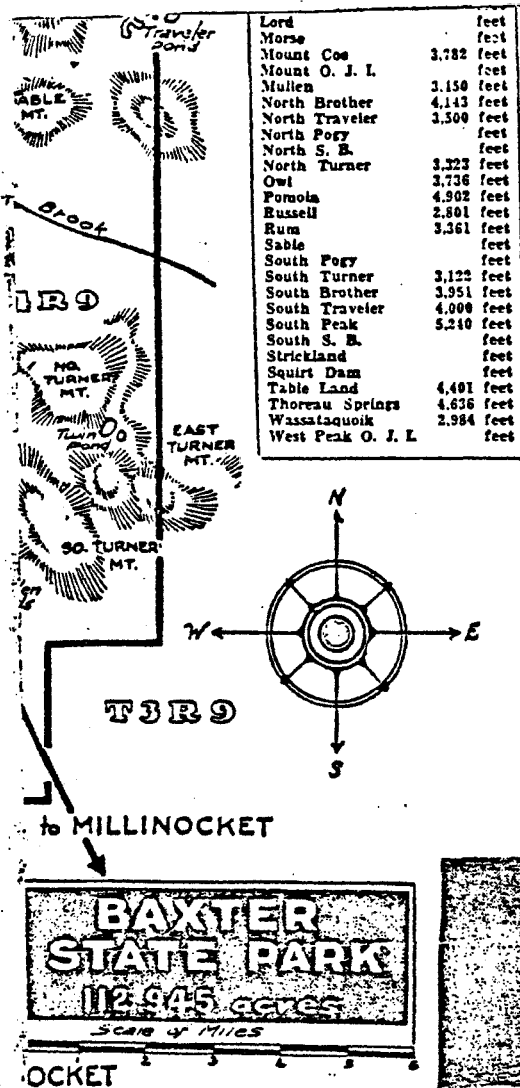 Traveler
Pond
ABLE
MT.
Brook
1R9
NO.
TURNER
MT.
Twin
Pond
EAST
TURNER
MT.
SO. TURNER
MT.
T3R9
to MILLINOCKET
BAXTER
STATE PARK
112,945 acres
Scale of Miles
1 2 3 4 5 6
OCKET
Lord feet
Morse feet
Mount Coe 3,782 feet
Mount O. J. I. feet
Mullen 3,150 feet
North Brother 4,143 feet
North Traveler 3,500 feet
North Pogy feet
North S. B. feet
North Turner 3,323 feet
Owl 3,736 feet
Pomola 4,902 feet
Russell 2,801 feet
Rum 3,361 feet
Sable feet
South Pogy feet
South Turner 3,122 feet
South Brother 3,951 feet
South Traveler 4,000 feet
South Peak 5,240 feet
South S. B. feet
Strickland feet
Squirt Dam feet
Table Land 4,401 feet
Thoreau Springs 4,636 feet
Wassataquoik 2,984 feet
West Peak O. J. I. feet
N
W E
S